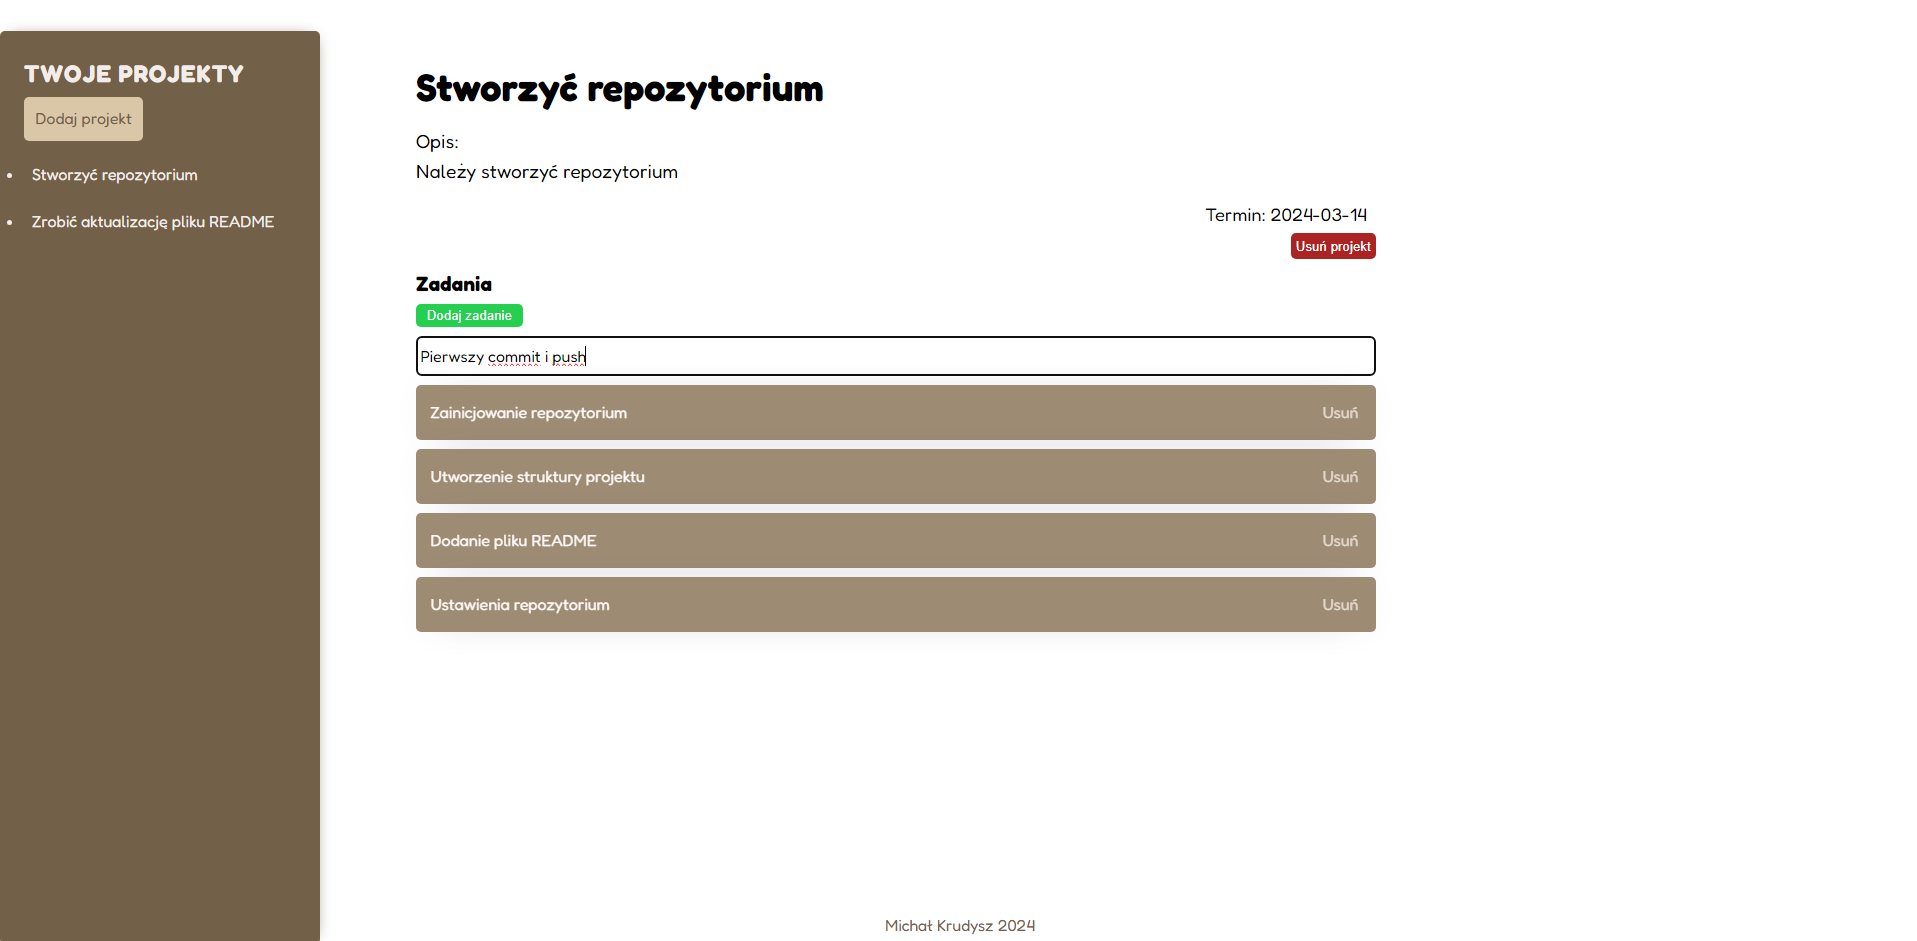 TWOJE PROJEKTY
Dodaj projekt
Stworzyć repozytorium
Zrobić aktualizację pliku README
Stworzyć repozytorium
Opis:
Należy stworzyć repozytorium
Termin: 2024-03-14
Usuń projekt
Zadania
Dodaj zadanie
Pierwszy commit i push
Zainicjowanie repozytorium Usuń
Utworzenie struktury projektu Usuń
Dodanie pliku README Usuń
Ustawienia repozytorium Usuń
Michał Krudysz 2024